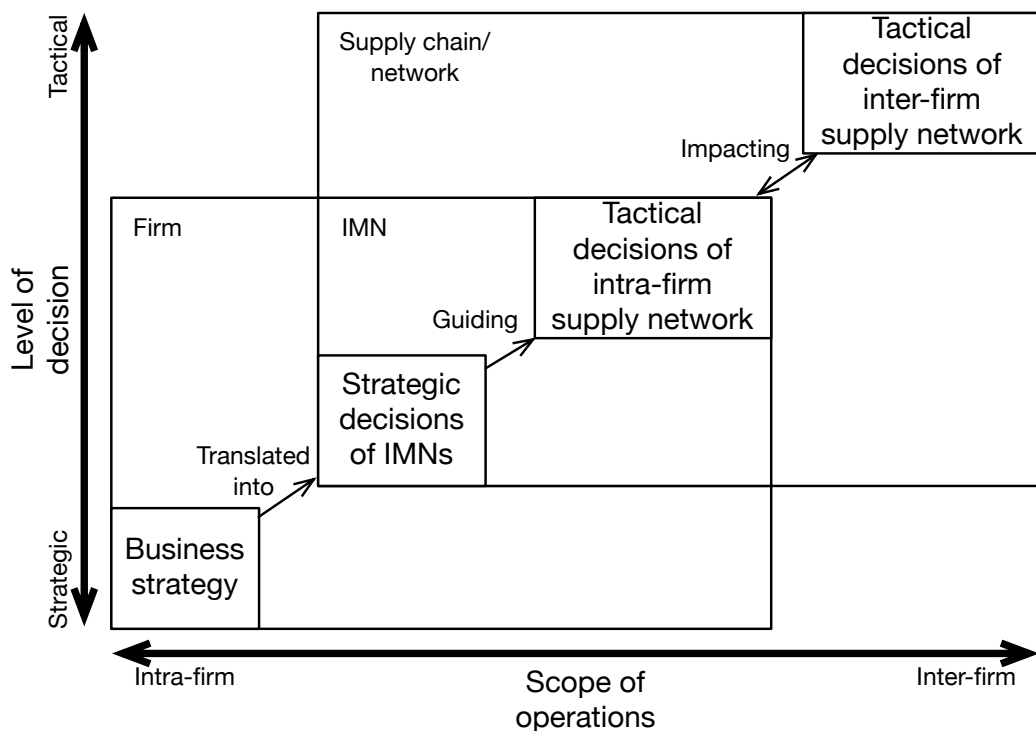 Tactical
Supply chain/
network
Tactical
decisions of
inter-firm
supply network
Impacting
Firm
IMN
Tactical
decisions of
intra-firm
supply network
Level of
decision
Guiding
Strategic
decisions
of IMNs
Translated
into
Business
strategy
Strategic
Intra-firm
Scope of
operations
Inter-firm